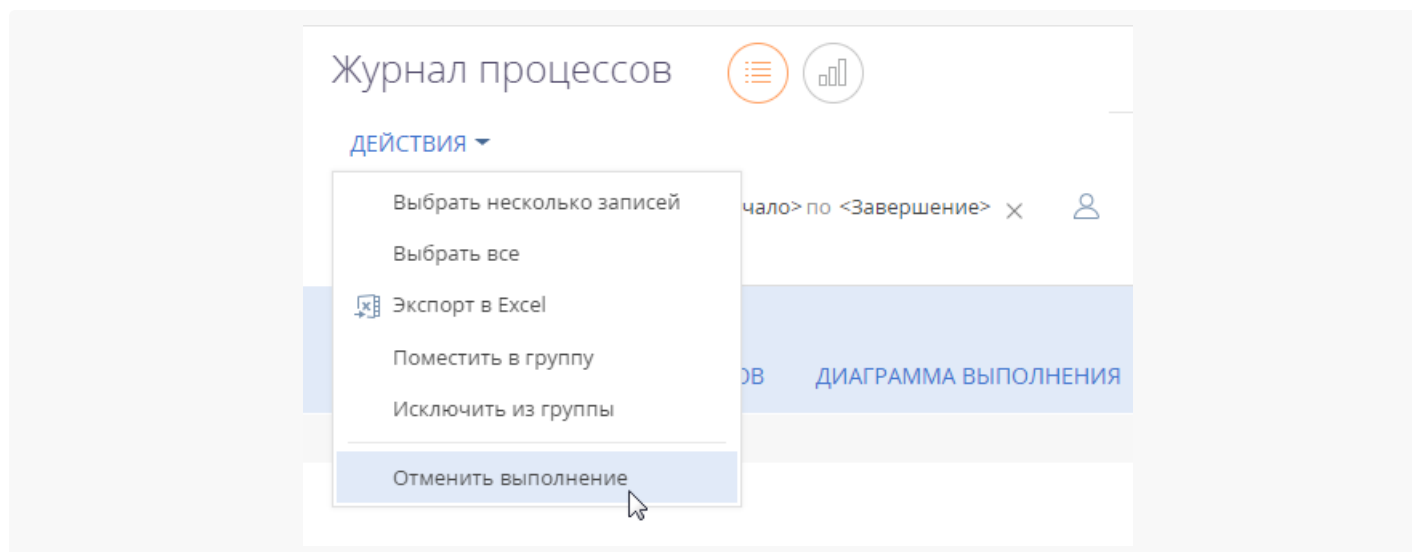 Журнал процессов
ДЕЙСТВИЯ
Выбрать несколько записей
чало> по <Завершение>
Выбрать все
Экспорт в Excel
Поместить в группу
ОВ ДИАГРАММА ВЫПОЛНЕНИЯ
Исключить из группы
Отменить выполнение